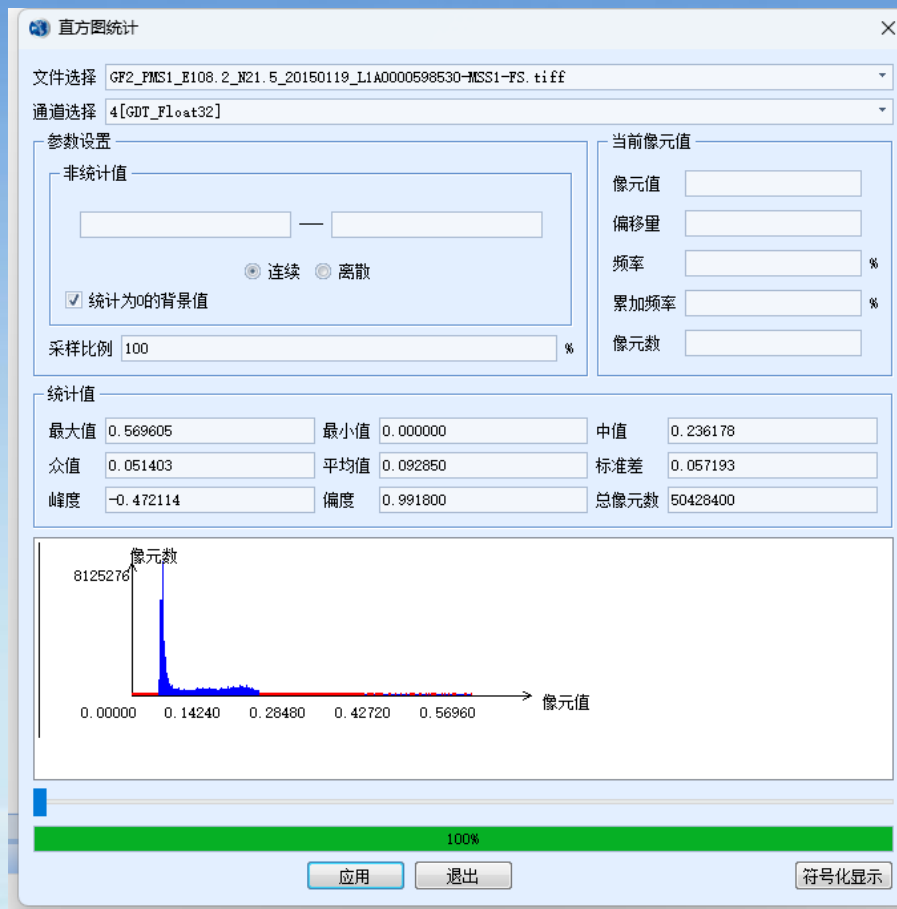 直方图统计
文件选择 GF2_PMS1_E108.2_N21.5_20150119_L1A0000598530-MSS1-FS.tiff
通道选择 4[GDT_Float32]
参数设置
非统计值
—
连续 离散
统计为0的背景值
采样比例 100 %
当前像元值
像元值
偏移量
频率 %
累加频率 %
像元数
统计值
最大值 0.569605 最小值 0.000000 中值 0.236178
众值 0.051403 平均值 0.092850 标准差 0.057193
峰度 -0.472114 偏度 0.991800 总像元数 50428400
像元数
8125276
像元值
0.00000 0.14240 0.28480 0.42720 0.56960
100%
应用 退出 符号化显示